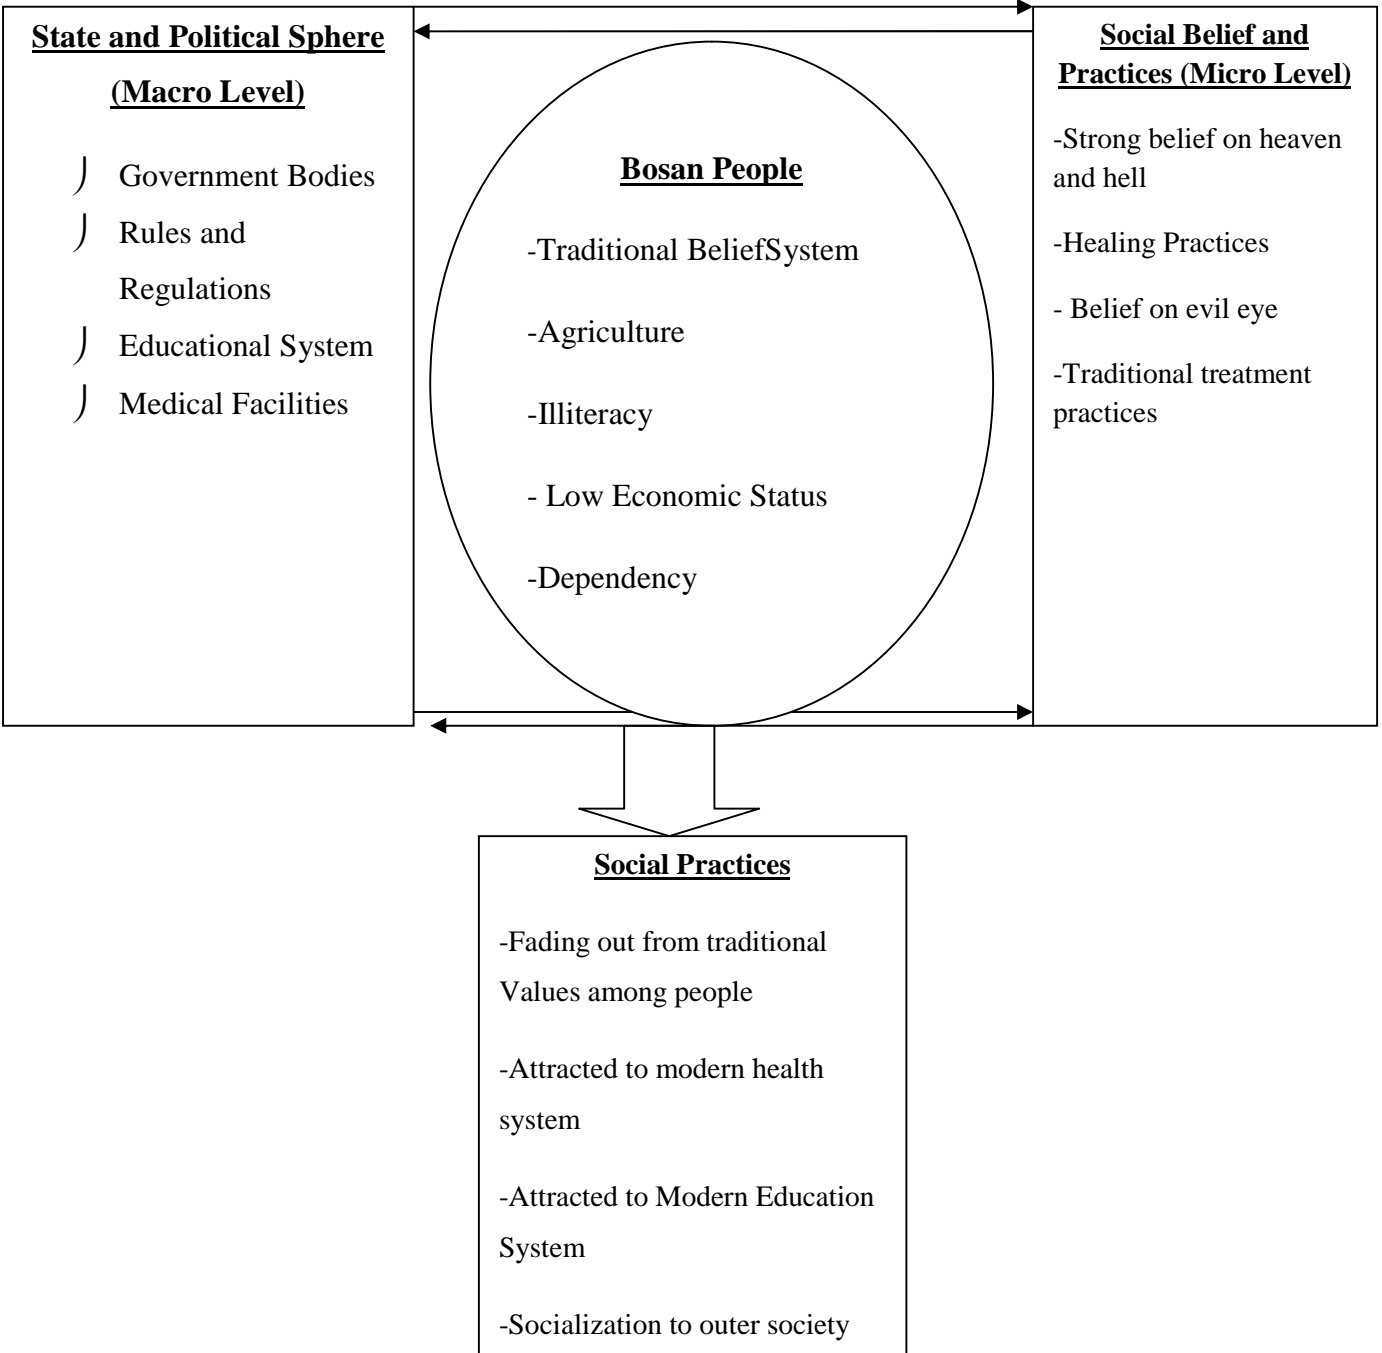 State and Political Sphere
(Macro Level)
Government Bodies
Rules and
Regulations
Educational System
Medical Facilities
Bosan People
-Traditional BeliefSystem
-Agriculture
-Illiteracy
- Low Economic Status
-Dependency
Social Belief and
Practices (Micro Level)
-Strong belief on heaven
and hell
-Healing Practices
- Belief on evil eye
-Traditional treatment
practices
Social Practices
-Fading out from traditional
Values among people
-Attracted to modern health
system
-Attracted to Modern Education
System
-Socialization to outer society